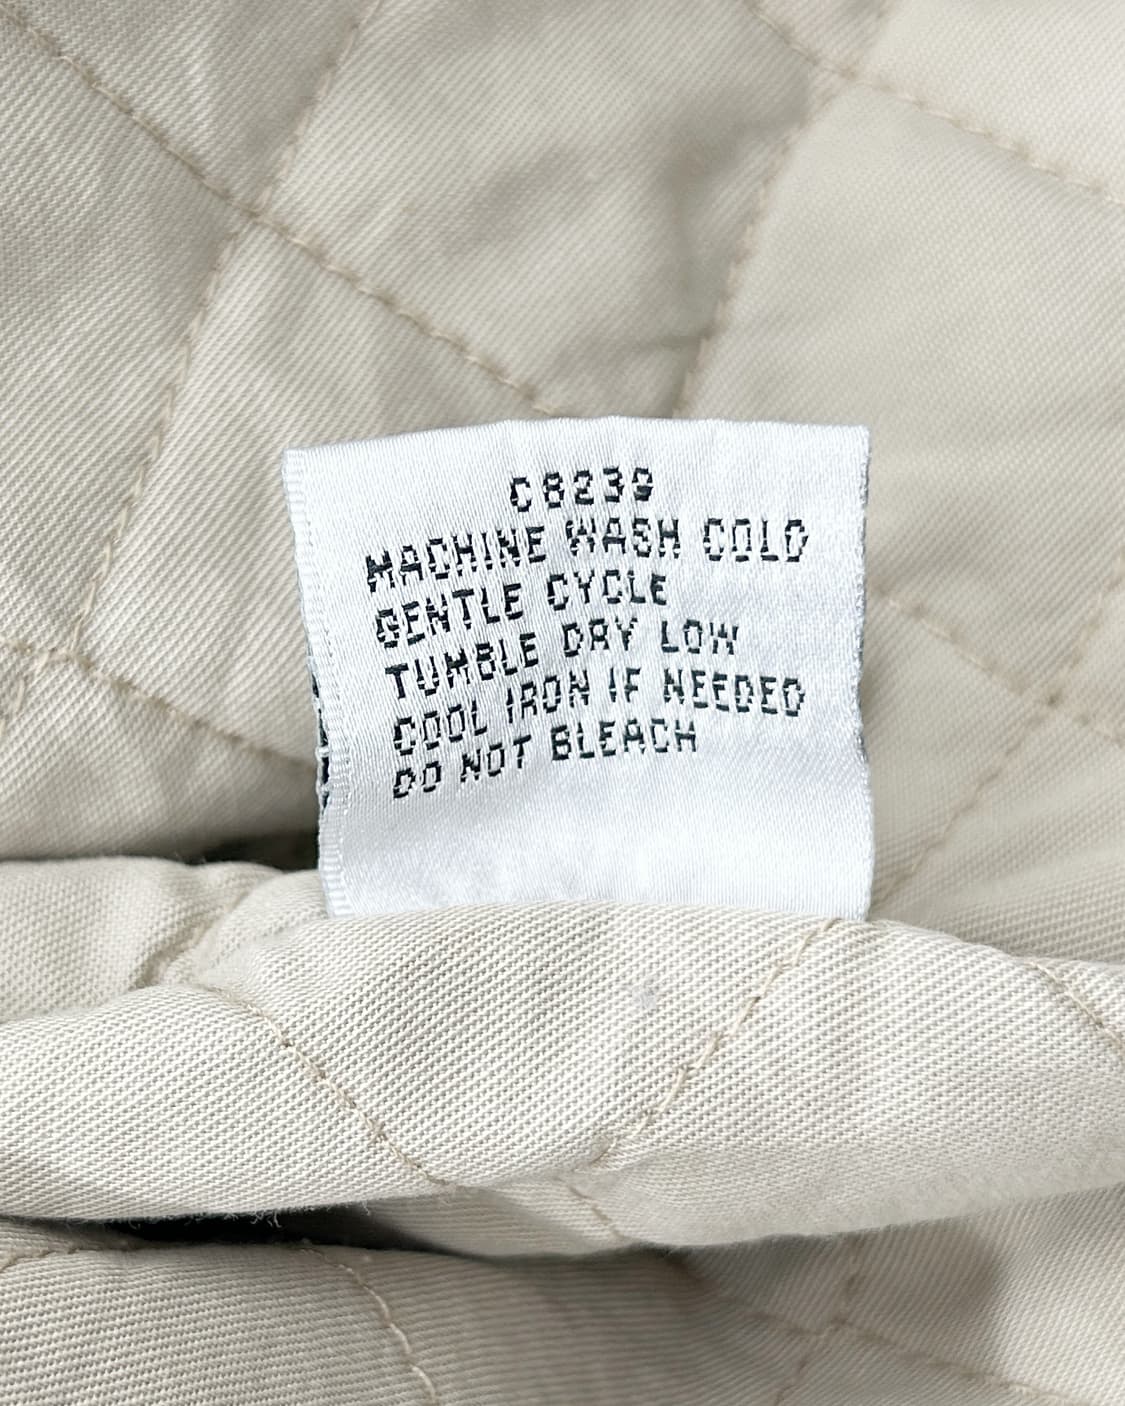 C8239
MACHINE WASH COLD
GENTLE CYCLE
TUMBLE DRY LOW
COOL IRON IF NEEDED
DO NOT BLEACH